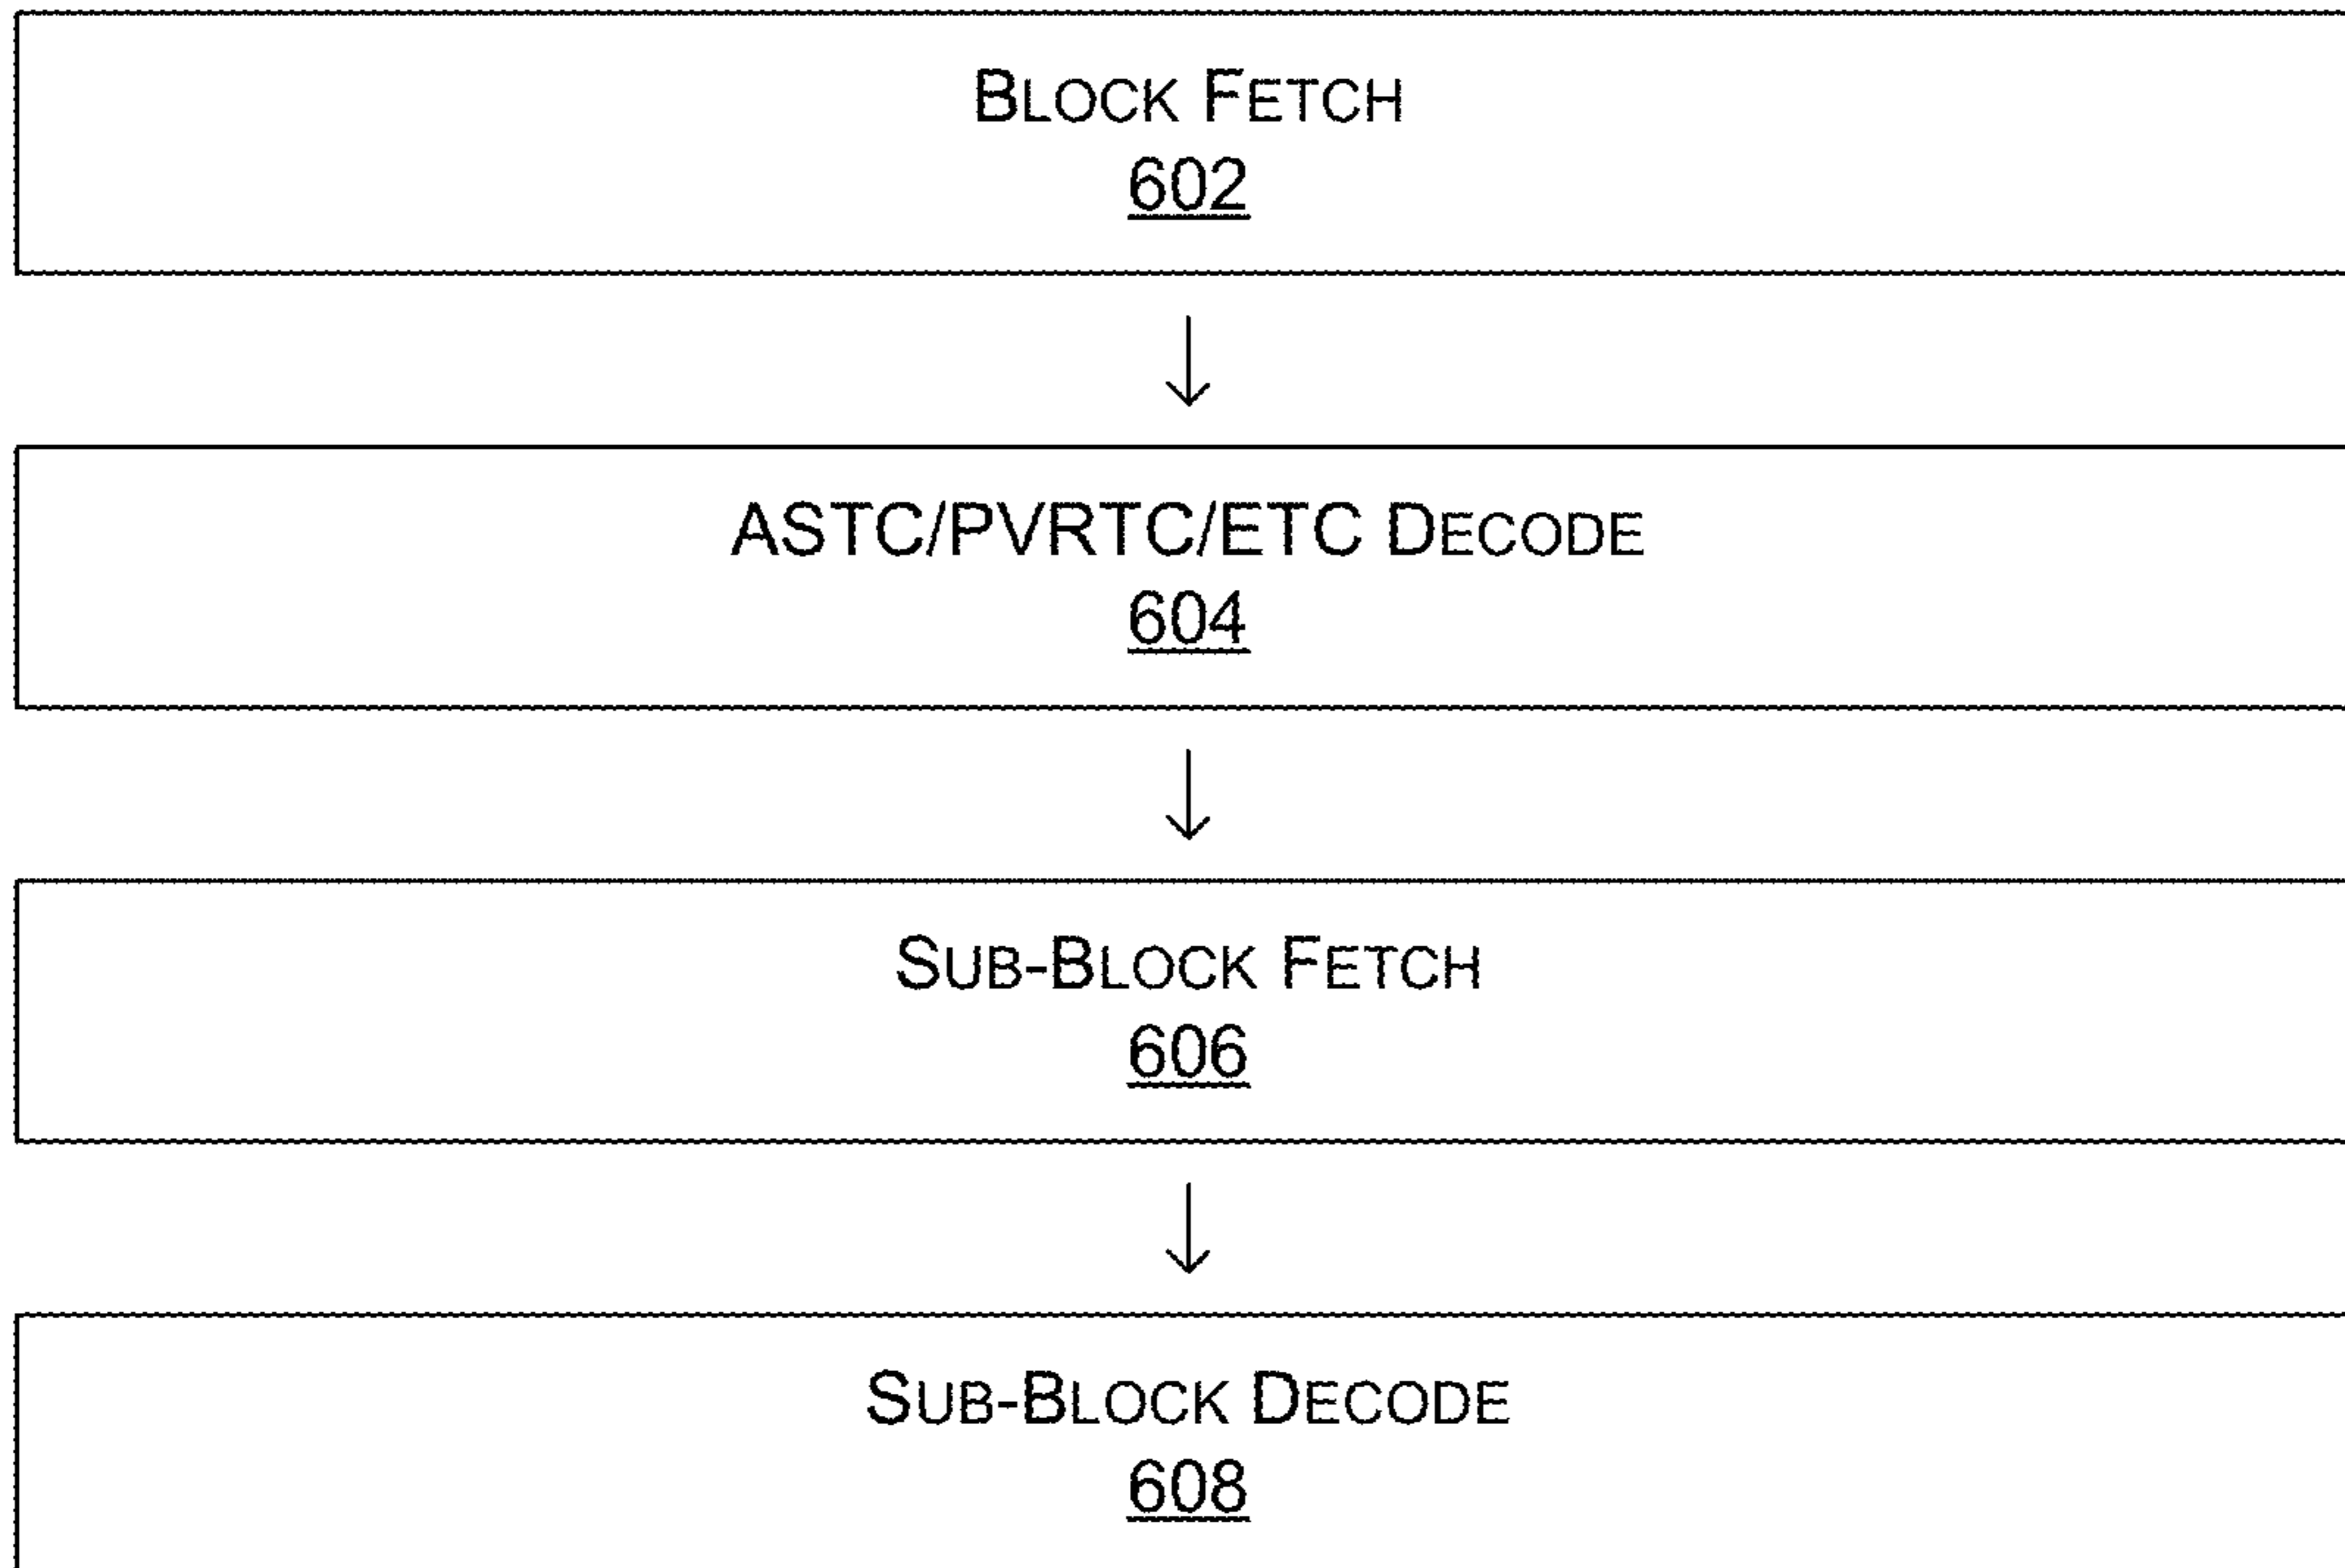 BLOCK FETCH
602
ASTC/PVRTC/ETC DECODE
604
SUB-BLOCK FETCH
606
SUB-BLOCK DECODE
608